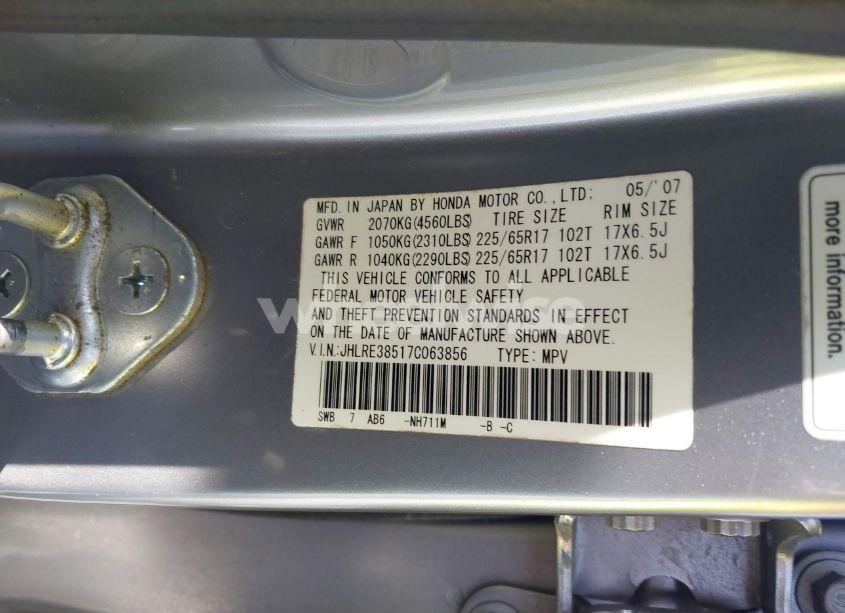 MFD. IN JAPAN BY HONDA MOTOR CO.,LTD: 05/'07
GVWR 2070KG(4560LBS) TIRE SIZE RIM SIZE
GAWR F 1050KG(2310LBS) 225/65R17 102T 17X6.5J
GAWR R 1040KG(2290LBS) 225/65R17 102T 17X6.5J
THIS VEHICLE CONFORMS TO ALL APPLICABLE
FEDERAL MOTOR VEHICLE SAFETY
AND THEFT PREVENTION STANDARDS IN EFFECT
ON THE DATE OF MANUFACTURE SHOWN ABOVE.
V.I.N.:JHLRE38517C063856 TYPE: MPV
SWB 7 AB6 -NH711M -B -C
more information.